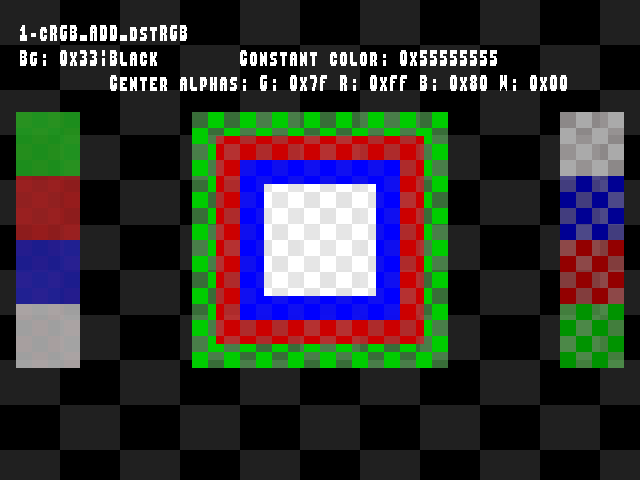 1-cRGB_ADD_dstRGB
Bg: 0x33¦Black Constant color: 0x55555555
Center alphas: G: 0x7f R: 0xff B: 0x80 W: 0x00